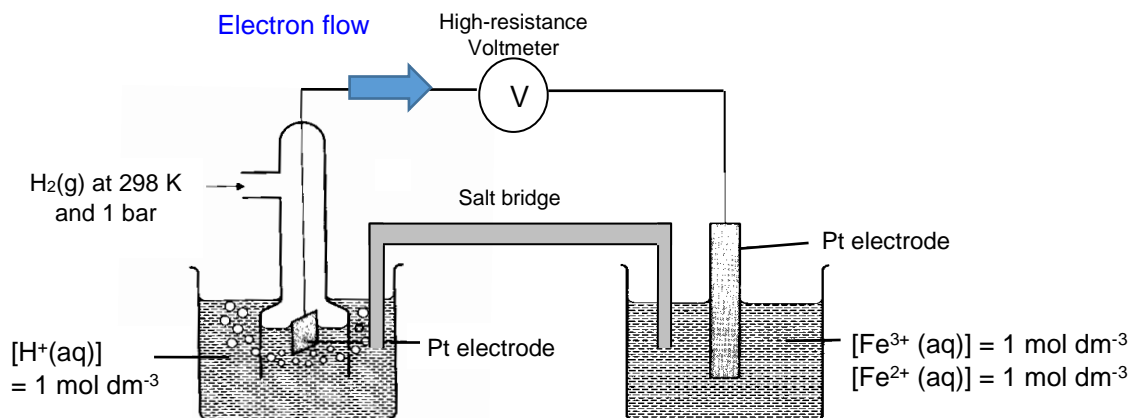 Electron flow
High-resistance
Voltmeter
V
H₂(g) at 298 K
and 1 bar
Salt bridge
Pt electrode
[H⁺(aq)]
= 1 mol dm⁻³
Pt electrode
[Fe³⁺ (aq)] = 1 mol dm⁻³
[Fe²⁺ (aq)] = 1 mol dm⁻³